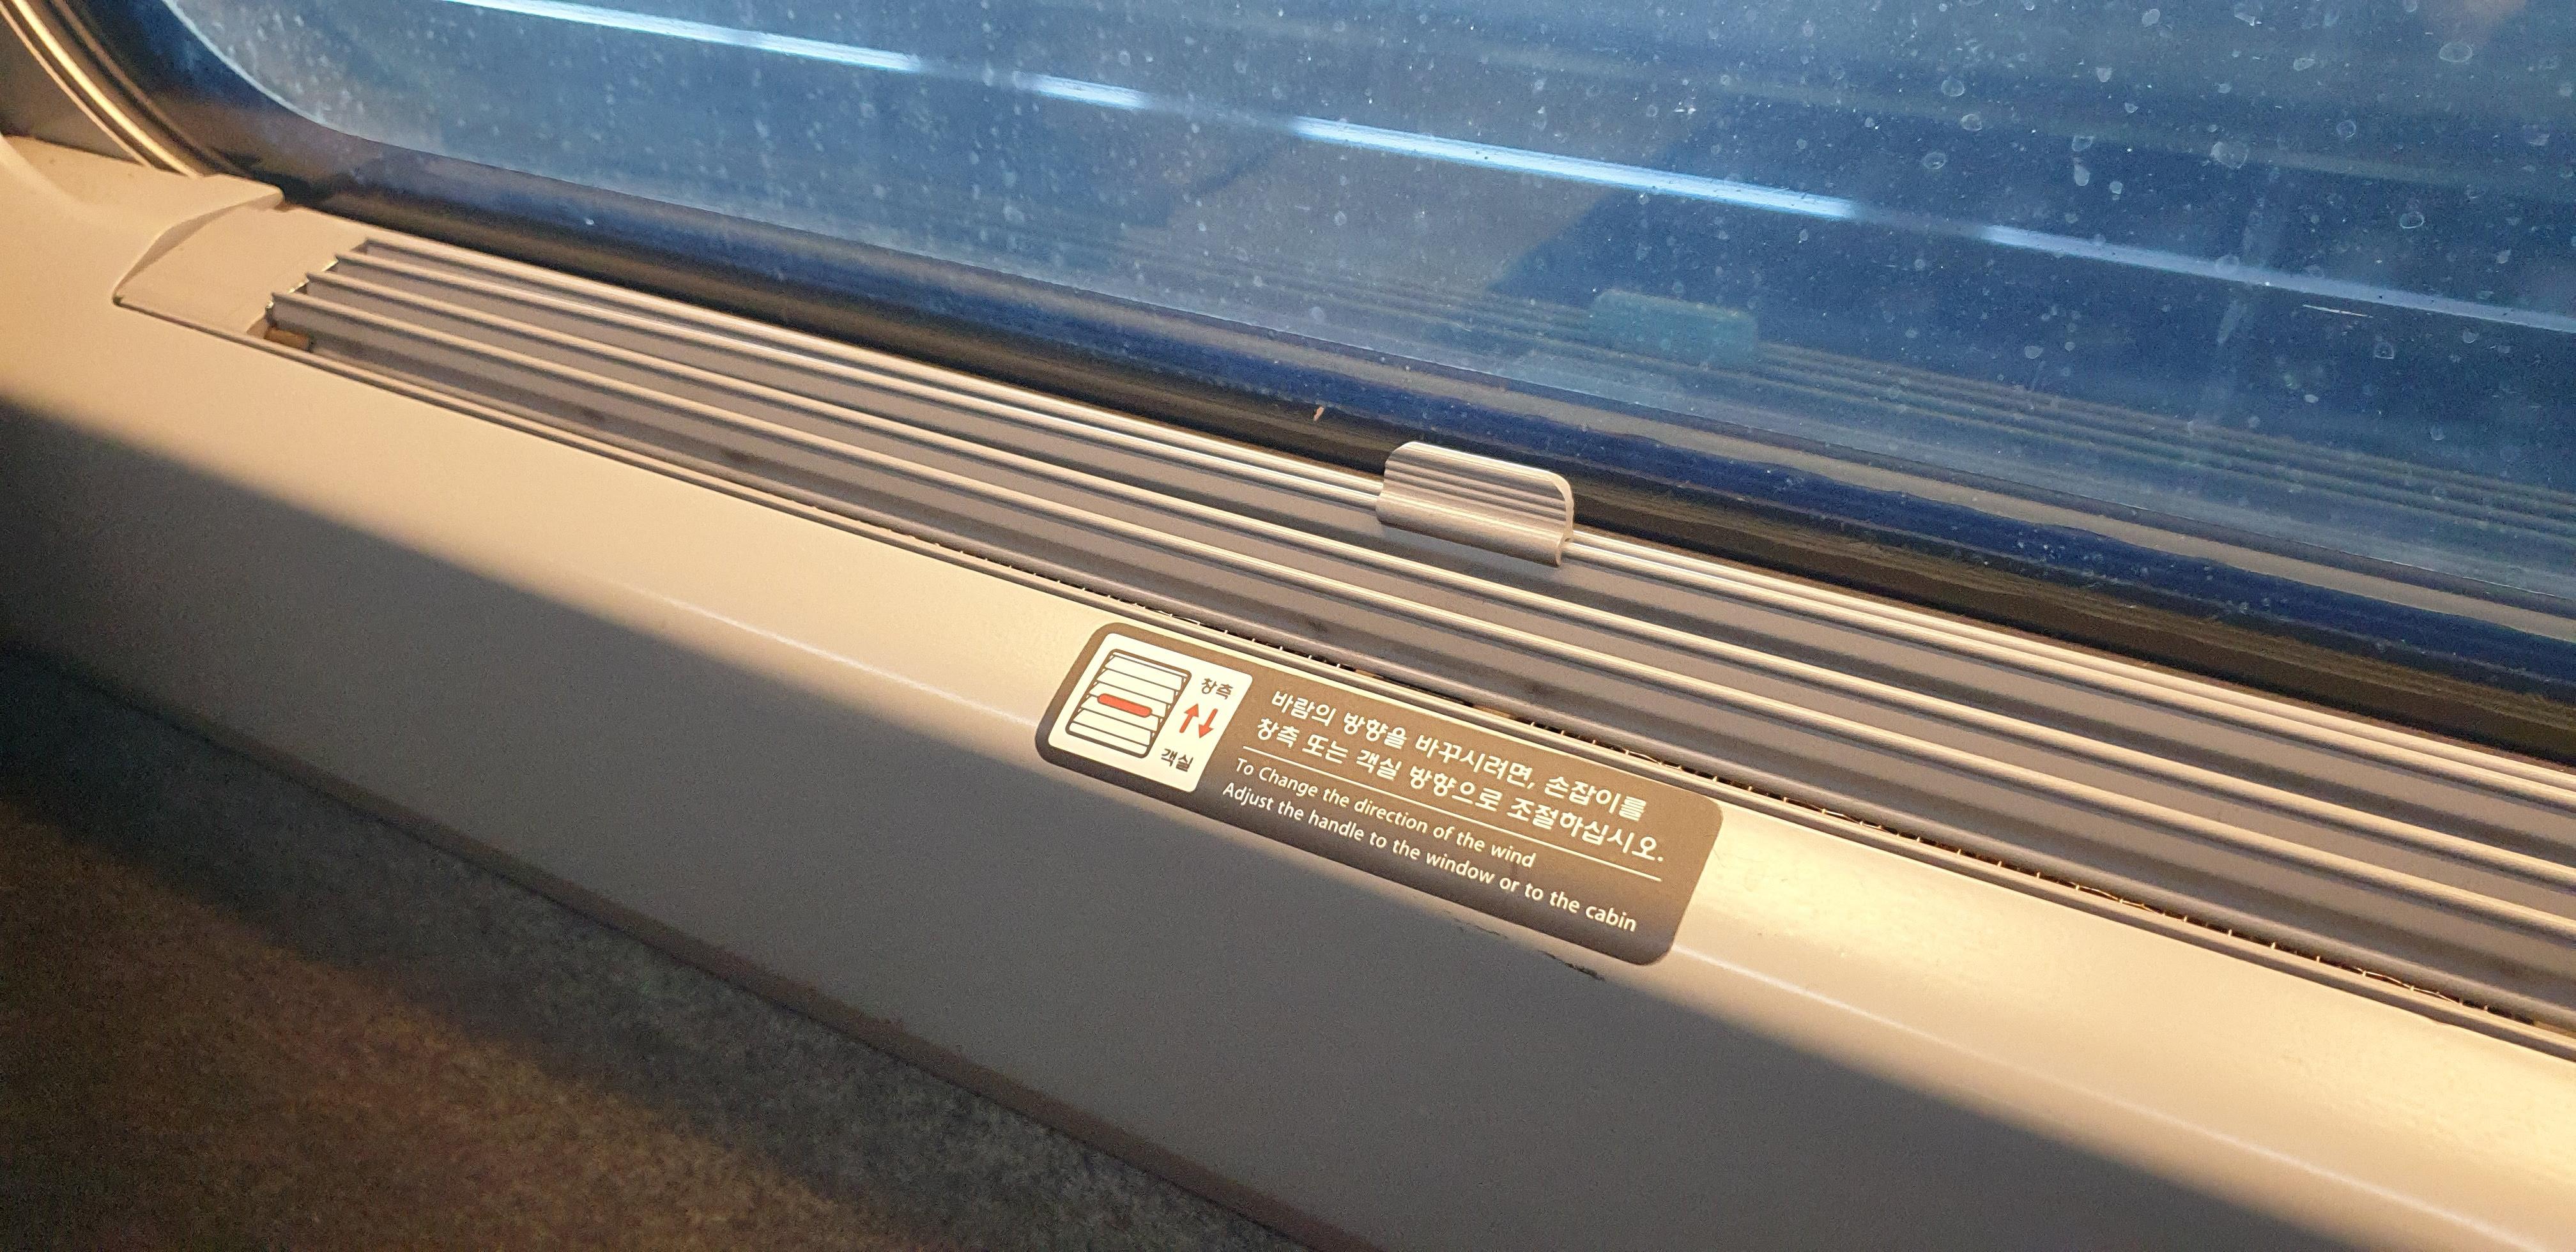 창측
객실
바람의 방향을 바꾸시려면, 손잡이를
창측 또는 객실 방향으로 조절하십시오.
To Change the direction of the wind
Adjust the handle to the window or to the cabin